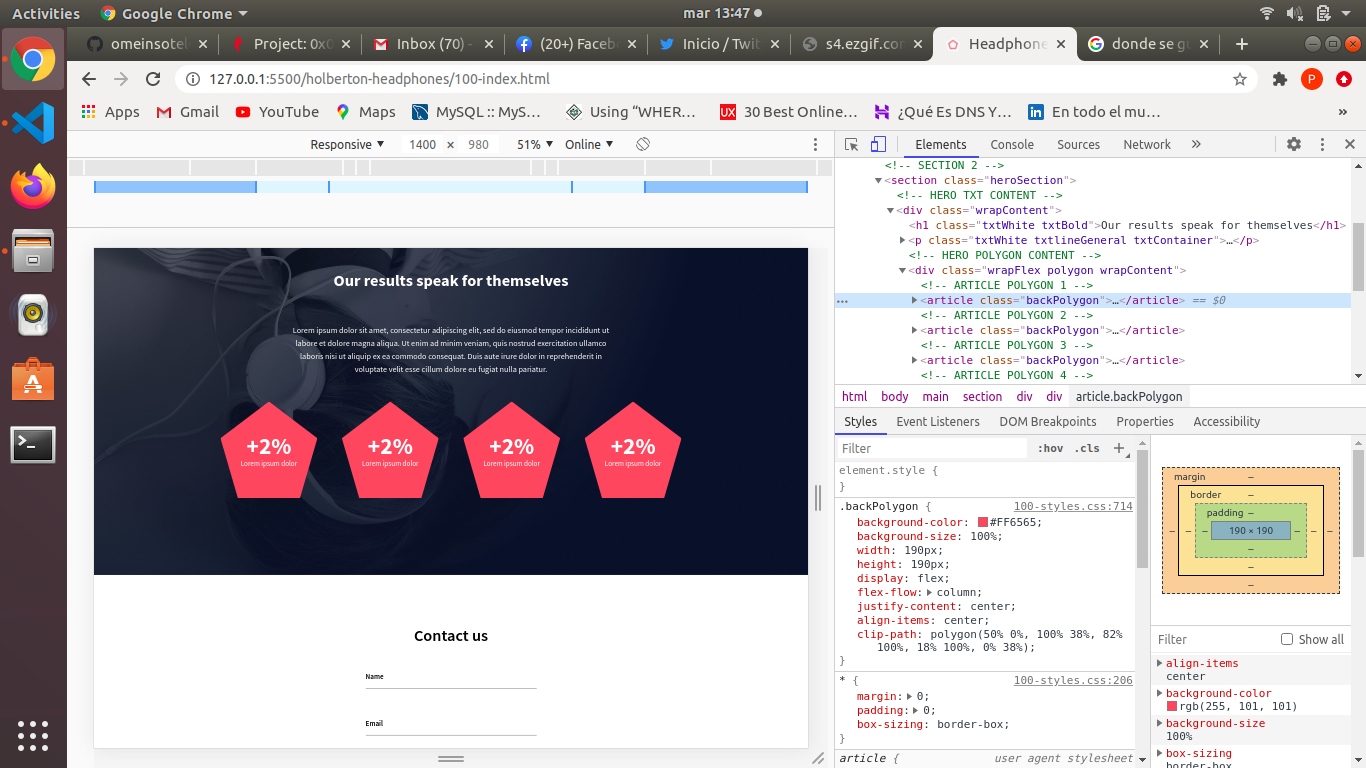 Activities
Google Chrome
mar 13:47
omeinsotel
Project: 0x0
Inbox (70) -
(20+) Faceb
Inicio / Twit
s4.ezgif.co
Headphone
donde se g
127.0.0.1:5500/holberton-headphones/100-index.html
P
Apps
Gmail
YouTube
Maps
MySQL :: MyS…
Using “WHER…
UX
30 Best Online…
¿Qué Es DNS Y…
En todo el mu…
»
Responsive
1400 × 980
51%
Online
Elements
Console
Sources
Network
»
<!-- SECTION 2 -->
<section class="heroSection">
<!-- HERO TXT CONTENT -->
<div class="wrapContent">
<h1 class="txtWhite txtBold">Our results speak for themselves</h1>
<p class="txtWhite txtlineGeneral txtContainer">…</p>
<!-- HERO POLYGON CONTENT -->
<div class="wrapFlex polygon wrapContent">
<!-- ARTICLE POLYGON 1 -->
<article class="backPolygon">…</article> == $0
<!-- ARTICLE POLYGON 2 -->
<article class="backPolygon">…</article>
<!-- ARTICLE POLYGON 3 -->
<article class="backPolygon">…</article>
<!-- ARTICLE POLYGON 4 -->
html body main section div div article.backPolygon
Styles
Event Listeners
DOM Breakpoints
Properties
Accessibility
Filter
:hov .cls +
element.style {
}
.backPolygon {
100-styles.css:714
background-color: #FF6565;
background-size: 100%;
width: 190px;
height: 190px;
display: flex;
flex-flow: column;
justify-content: center;
align-items: center;
clip-path: polygon(50% 0%, 100% 38%, 82%
100%, 18% 100%, 0% 38%);
}
* {
100-styles.css:206
margin: 0;
padding: 0;
box-sizing: border-box;
}
article {
user agent stylesheet
margin –
border –
padding –
– – – 190 × 190 – – –
–
–
–
Filter
Show all
align-items
center
background-color
rgb(255, 101, 101)
background-size
100%
box-sizing
border-box
Our results speak for themselves
Lorem ipsum dolor sit amet, consectetur adipiscing elit, sed do eiusmod tempor incididunt ut
labore et dolore magna aliqua. Ut enim ad minim veniam, quis nostrud exercitation ullamco
laboris nisi ut aliquip ex ea commodo consequat. Duis aute irure dolor in reprehenderit in
voluptate velit esse cillum dolore eu fugiat nulla pariatur.
+2%
Lorem ipsum dolor
+2%
Lorem ipsum dolor
+2%
Lorem ipsum dolor
+2%
Lorem ipsum dolor
Contact us
Name
Email